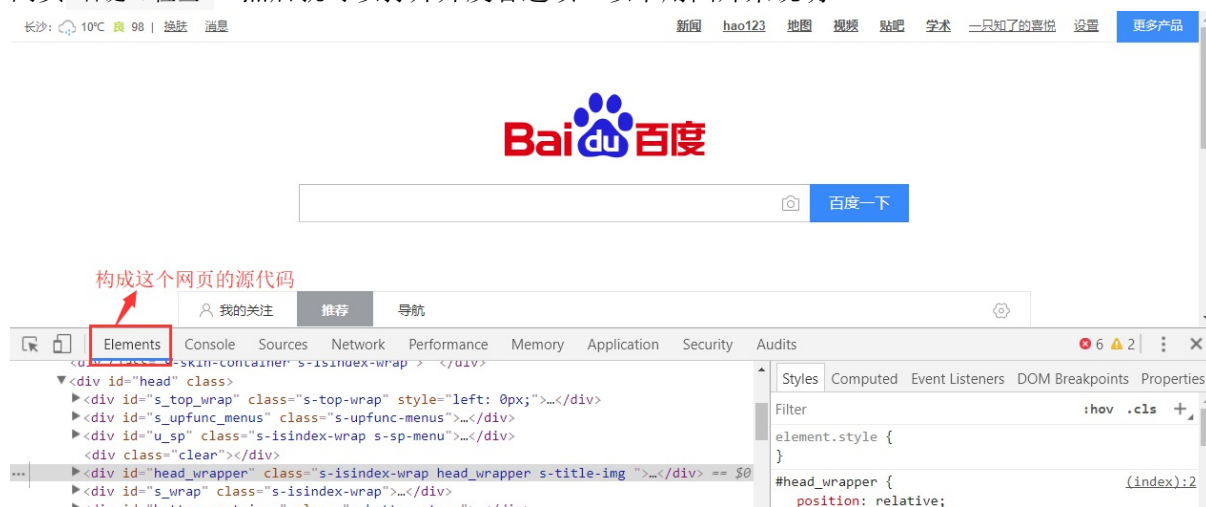 长沙: 10℃ 良 98 | 换肤 消息 新闻 hao123 地图 视频 贴吧 学术 一只知了的喜悦 设置 更多产品
Bai du 百度
百度一下
构成这个网页的源代码
我的关注 推荐 导航
Elements Console Sources Network Performance Memory Application Security Audits 6 2
▼<div id="head" class>
▶<div id="s_top_wrap" class="s-top-wrap" style="left: 0px;">…</div>
▶<div id="s_upfunc_menus" class="s-upfunc-menus">…</div>
▶<div id="u_sp" class="s-isindex-wrap s-sp-menu">…</div>
<div class="clear"></div>
… ▶<div id="head_wrapper" class="s-isindex-wrap head_wrapper s-title-img ">…</div> == $0
▶<div id="s_wrap" class="s-isindex-wrap">…</div>
Styles Computed Event Listeners DOM Breakpoints Properties
Filter :hov .cls +
element.style {
}
#head_wrapper { (index):2
position: relative;